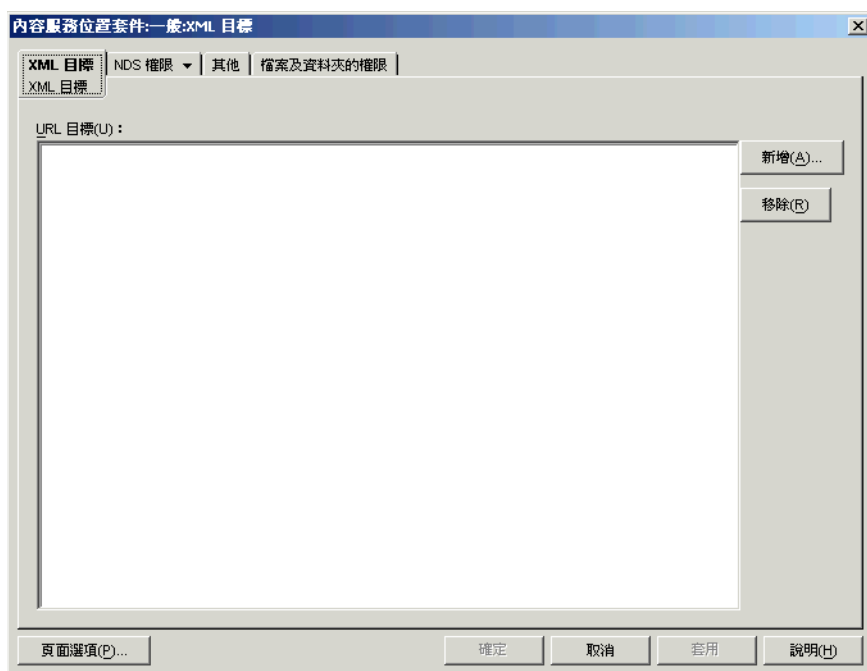 內容服務位置套件:一般:XML 目標
XML 目標 NDS 權限 其他 檔案及資料夾的權限
XML 目標
URL 目標(U)：
新增(A)...
移除(R)
頁面選項(P)... 確定 取消 套用 說明(H)